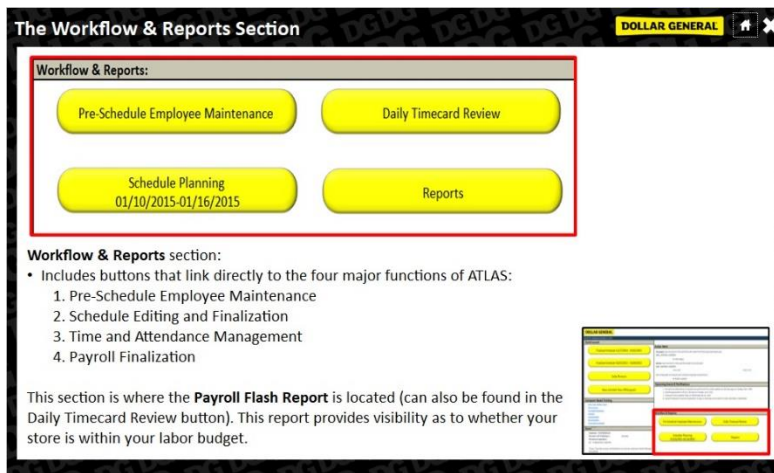 The Workflow & Reports Section
DOLLAR GENERAL
Workflow & Reports:
Pre-Schedule Employee Maintenance
Daily Timecard Review
Schedule Planning
01/10/2015-01/16/2015
Reports
Workflow & Reports section:
• Includes buttons that link directly to the four major functions of ATLAS:
1. Pre-Schedule Employee Maintenance
2. Schedule Editing and Finalization
3. Time and Attendance Management
4. Payroll Finalization
This section is where the Payroll Flash Report is located (can also be found in the
Daily Timecard Review button). This report provides visibility as to whether your
store is within your labor budget.
DOLLAR GENERAL